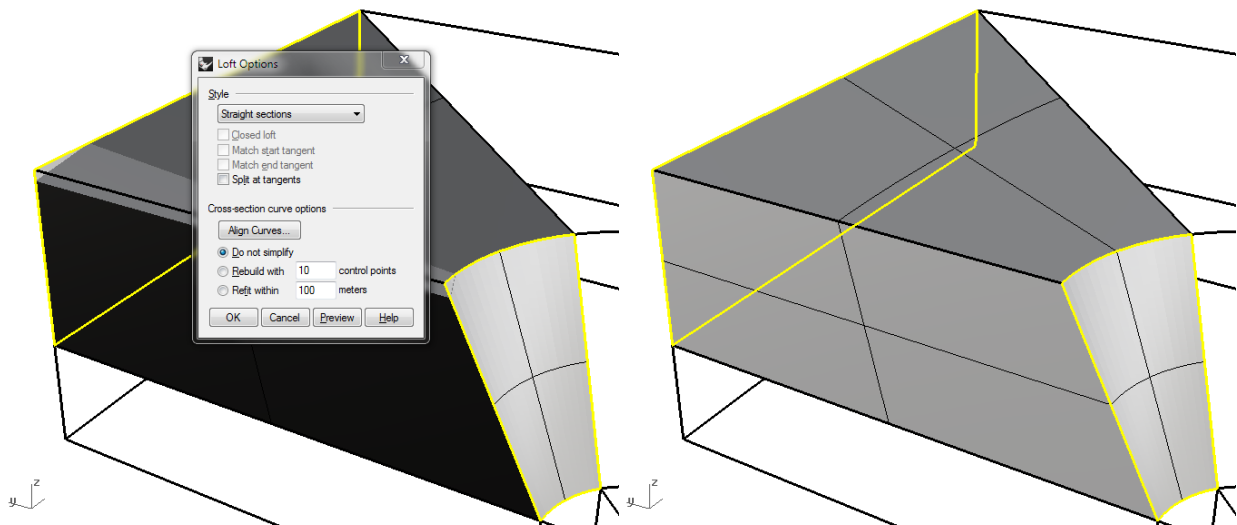 Loft Options
Style
Straight sections
Closed loft
Match start tangent
Match end tangent
Split at tangents
Cross-section curve options
Align Curves...
Do not simplify
Rebuild with 10 control points
Refit within 100 meters
OK Cancel Preview Help
z z
y y